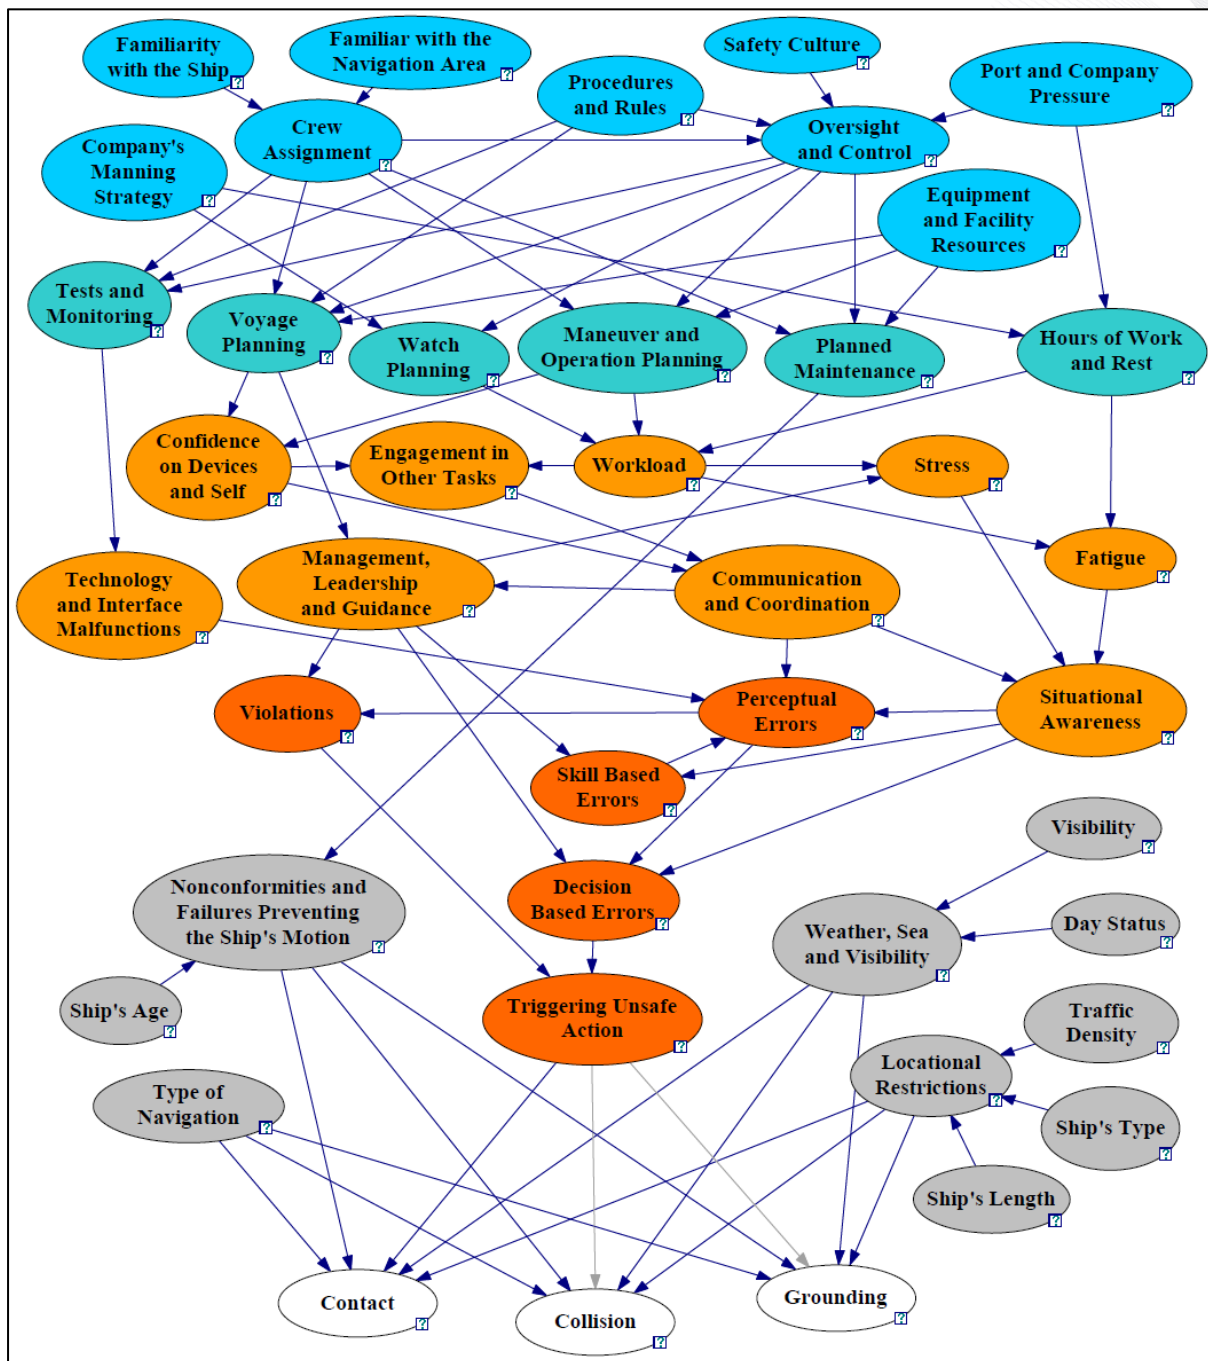 Familiarity
with the Ship
Familiar with the
Navigation Area
Safety Culture
Procedures
and Rules
Port and Company
Pressure
Crew
Assignment
Oversight
and Control
Company's
Manning
Strategy
Equipment
and Facility
Resources
Tests and
Monitoring
Voyage
Planning
Watch
Planning
Maneuver and
Operation Planning
Planned
Maintenance
Hours of Work
and Rest
Confidence
on Devices
and Self
Engagement in
Other Tasks
Workload
Stress
Technology
and Interface
Malfunctions
Management,
Leadership
and Guidance
Communication
and Coordination
Fatigue
Violations
Perceptual
Errors
Situational
Awareness
Skill Based
Errors
Visibility
Nonconformities and
Failures Preventing
the Ship's Motion
Decision
Based Errors
Weather, Sea
and Visibility
Day Status
Ship's Age
Triggering Unsafe
Action
Traffic
Density
Locational
Restrictions
Type of
Navigation
Ship's Type
Ship's Length
Contact
Collision
Grounding